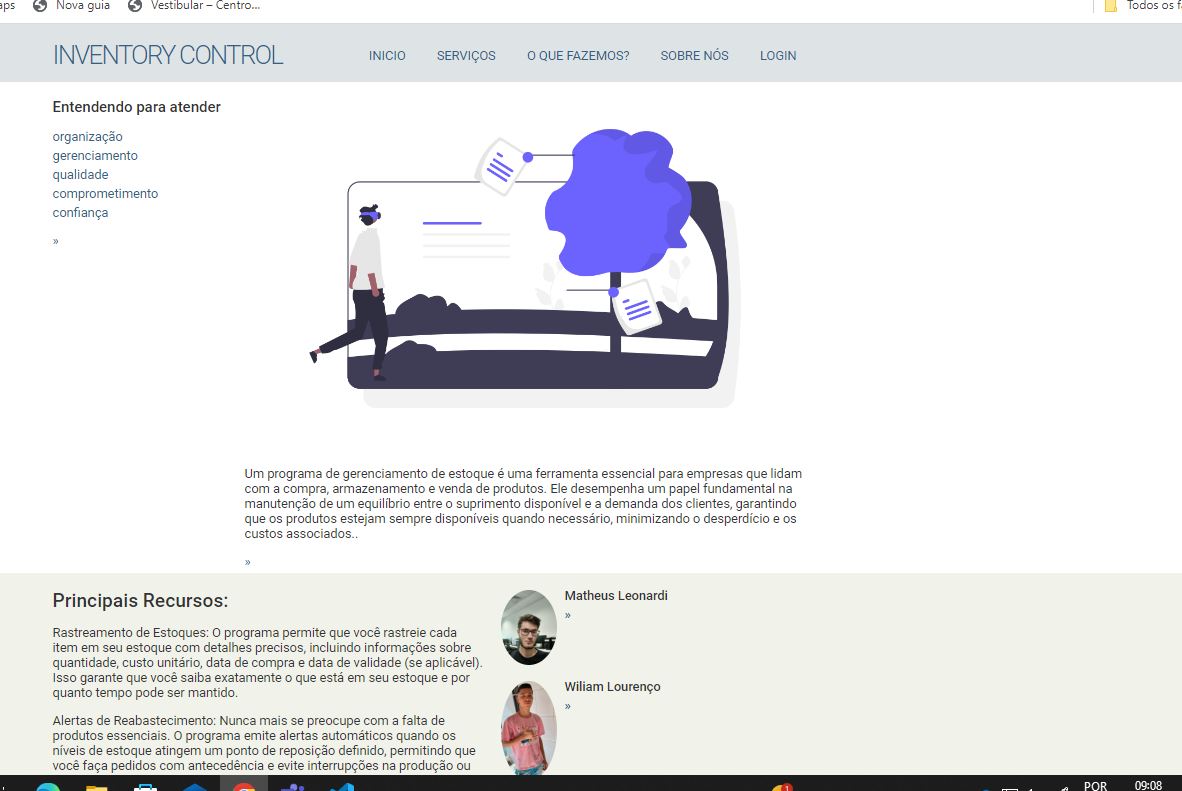 Nova guia
Vestibular – Centro...
Todos os
INVENTORY CONTROL
INICIO
SERVIÇOS
O QUE FAZEMOS?
SOBRE NÓS
LOGIN
Entendendo para atender
organização
gerenciamento
qualidade
comprometimento
confiança
»
Um programa de gerenciamento de estoque é uma ferramenta essencial para empresas que lidam
com a compra, armazenamento e venda de produtos. Ele desempenha um papel fundamental na
manutenção de um equilíbrio entre o suprimento disponível e a demanda dos clientes, garantindo
que os produtos estejam sempre disponíveis quando necessário, minimizando o desperdício e os
custos associados..
»
Principais Recursos:
Rastreamento de Estoques: O programa permite que você rastreie cada
item em seu estoque com detalhes precisos, incluindo informações sobre
quantidade, custo unitário, data de compra e data de validade (se aplicável).
Isso garante que você saiba exatamente o que está em seu estoque e por
quanto tempo pode ser mantido.
Alertas de Reabastecimento: Nunca mais se preocupe com a falta de
produtos essenciais. O programa emite alertas automáticos quando os
níveis de estoque atingem um ponto de reposição definido, permitindo que
você faça pedidos com antecedência e evite interrupções na produção ou
Matheus Leonardi
»
Wiliam Lourenço
»
1
POR
09:08